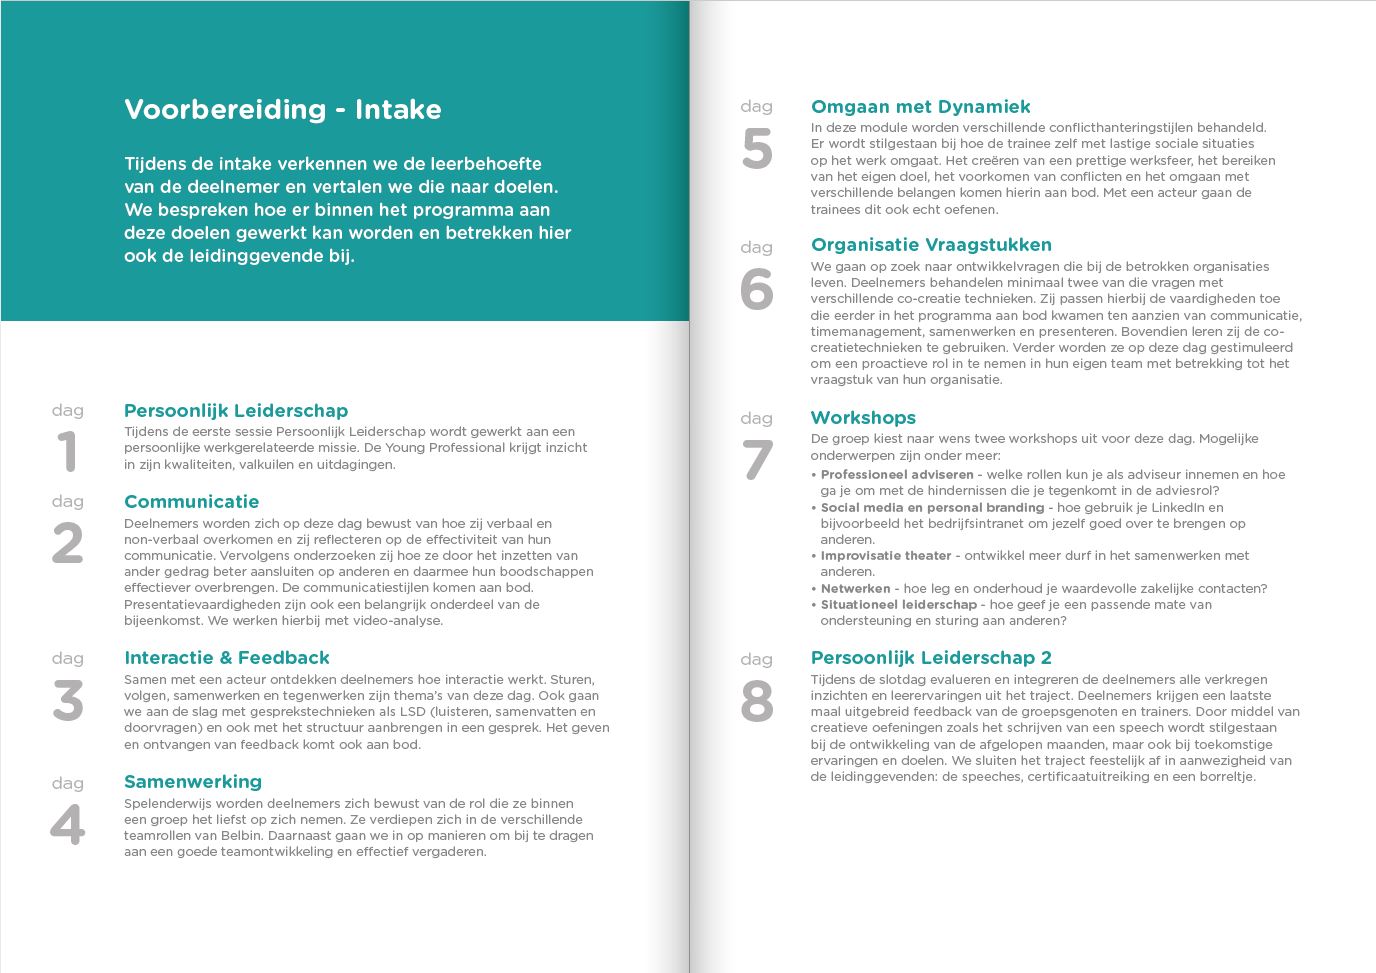 Voorbereiding - Intake
Tijdens de intake verkennen we de leerbehoefte
van de deelnemer en vertalen we die naar doelen.
We bespreken hoe er binnen het programma aan
deze doelen gewerkt kan worden en betrekken hier
ook de leidinggevende bij.
dag
1
Persoonlijk Leiderschap
Tijdens de eerste sessie Persoonlijk Leiderschap wordt gewerkt aan een
persoonlijke werkgerelateerde missie. De Young Professional krijgt inzicht
in zijn kwaliteiten, valkuilen en uitdagingen.
dag
2
Communicatie
Deelnemers worden zich op deze dag bewust van hoe zij verbaal en
non-verbaal overkomen en zij reflecteren op de effectiviteit van hun
communicatie. Vervolgens onderzoeken zij hoe ze door het inzetten van
ander gedrag beter aansluiten op anderen en daarmee hun boodschappen
effectiever overbrengen. De communicatiestijlen komen aan bod.
Presentatievaardigheden zijn ook een belangrijk onderdeel van de
bijeenkomst. We werken hierbij met video-analyse.
dag
3
Interactie & Feedback
Samen met een acteur ontdekken deelnemers hoe interactie werkt. Sturen,
volgen, samenwerken en tegenwerken zijn thema's van deze dag. Ook gaan
we aan de slag met gesprekstechnieken als LSD (luisteren, samenvatten en
doorvragen) en ook met het structuur aanbrengen in een gesprek. Het geven
en ontvangen van feedback komt ook aan bod.
dag
4
Samenwerking
Spelenderwijs worden deelnemers zich bewust van de rol die ze binnen
een groep het liefst op zich nemen. Ze verdiepen zich in de verschillende
teamrollen van Belbin. Daarnaast gaan we in op manieren om bij te dragen
aan een goede teamontwikkeling en effectief vergaderen.
dag
5
Omgaan met Dynamiek
In deze module worden verschillende conflicthanteringstijlen behandeld.
Er wordt stilgestaan bij hoe de trainee zelf met lastige sociale situaties
op het werk omgaat. Het creëren van een prettige werksfeer, het bereiken
van het eigen doel, het voorkomen van conflicten en het omgaan met
verschillende belangen komen hierin aan bod. Met een acteur gaan de
trainees dit ook echt oefenen.
dag
6
Organisatie Vraagstukken
We gaan op zoek naar ontwikkelvragen die bij de betrokken organisaties
leven. Deelnemers behandelen minimaal twee van die vragen met
verschillende co-creatie technieken. Zij passen hierbij de vaardigheden toe
die eerder in het programma aan bod kwamen ten aanzien van communicatie,
timemanagement, samenwerken en presenteren. Bovendien leren zij de co-
creatietechnieken te gebruiken. Verder worden ze op deze dag gestimuleerd
om een proactieve rol in te nemen in hun eigen team met betrekking tot het
vraagstuk van hun organisatie.
dag
7
Workshops
De groep kiest naar wens twee workshops uit voor deze dag. Mogelijke
onderwerpen zijn onder meer:
• Professioneel adviseren - welke rollen kun je als adviseur innemen en hoe
ga je om met de hindernissen die je tegenkomt in de adviesrol?
• Social media en personal branding - hoe gebruik je LinkedIn en
bijvoorbeeld het bedrijfsintranet om jezelf goed over te brengen op
anderen.
• Improvisatie theater - ontwikkel meer durf in het samenwerken met
anderen.
• Netwerken - hoe leg en onderhoud je waardevolle zakelijke contacten?
• Situationeel leiderschap - hoe geef je een passende mate van
ondersteuning en sturing aan anderen?
dag
8
Persoonlijk Leiderschap 2
Tijdens de slotdag evalueren en integreren de deelnemers alle verkregen
inzichten en leerervaringen uit het traject. Deelnemers krijgen een laatste
maal uitgebreid feedback van de groepsgenoten en trainers. Door middel van
creatieve oefeningen zoals het schrijven van een speech wordt stilgestaan
bij de ontwikkeling van de afgelopen maanden, maar ook bij toekomstige
ervaringen en doelen. We sluiten het traject feestelijk af in aanwezigheid van
de leidinggevenden: de speeches, certificaatuitreiking en een borreltje.